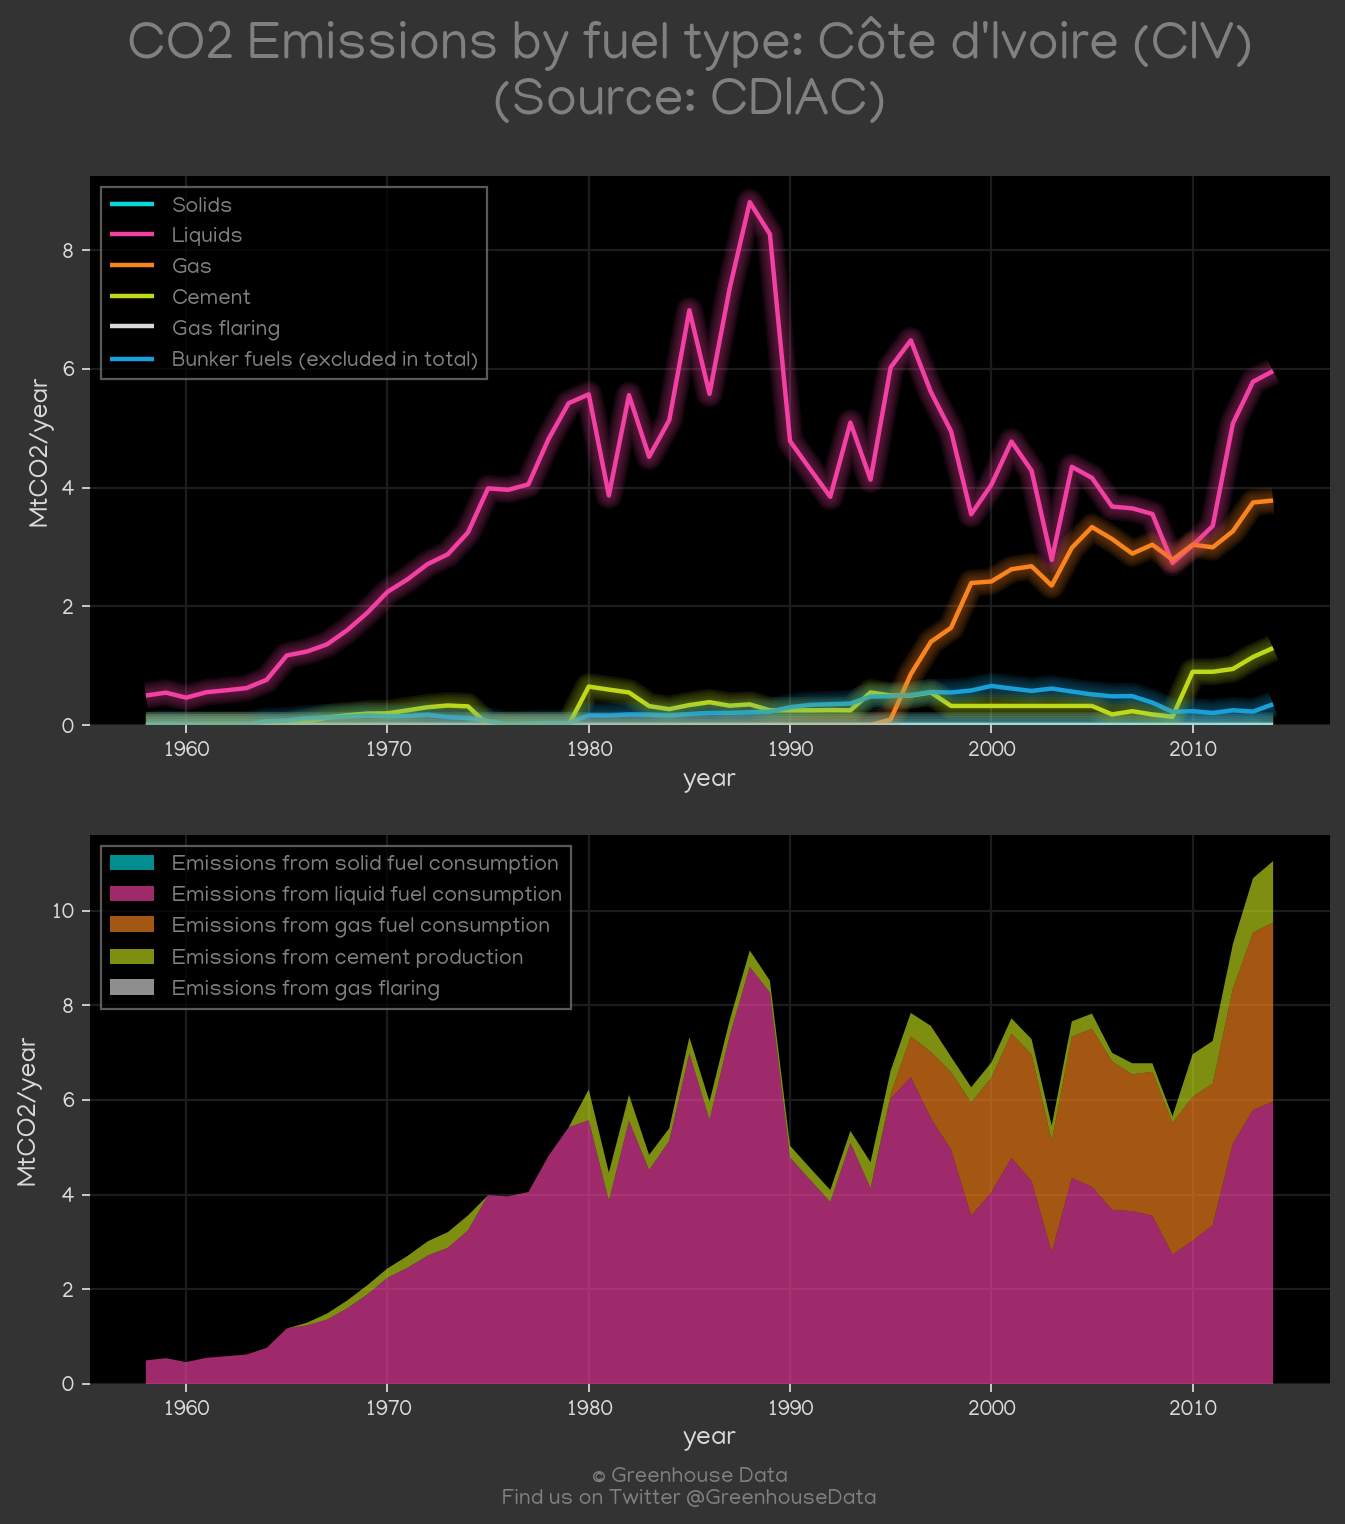 CO2 Emissions by fuel type: Côte d'Ivoire (CIV)
(Source: CDIAC)
Solids
Liquids
Gas
Cement
Gas flaring
Bunker fuels (excluded in total)
MtCO2/year
8
6
4
2
0
1960 1970 1980 1990 2000 2010
year
Emissions from solid fuel consumption
Emissions from liquid fuel consumption
Emissions from gas fuel consumption
Emissions from cement production
Emissions from gas flaring
MtCO2/year
10
8
6
4
2
0
1960 1970 1980 1990 2000 2010
year
© Greenhouse Data
Find us on Twitter @GreenhouseData